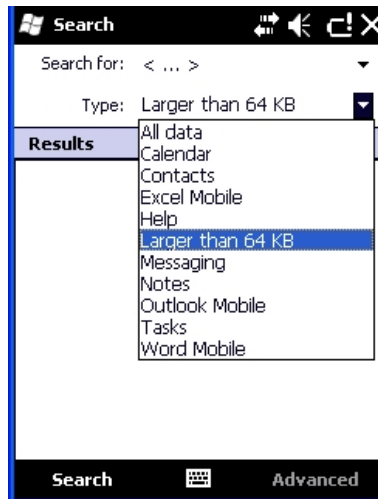 Search
Search for: < ... >
Type: Larger than 64 KB
Results
All data
Calendar
Contacts
Excel Mobile
Help
Larger than 64 KB
Messaging
Notes
Outlook Mobile
Tasks
Word Mobile
Search Advanced